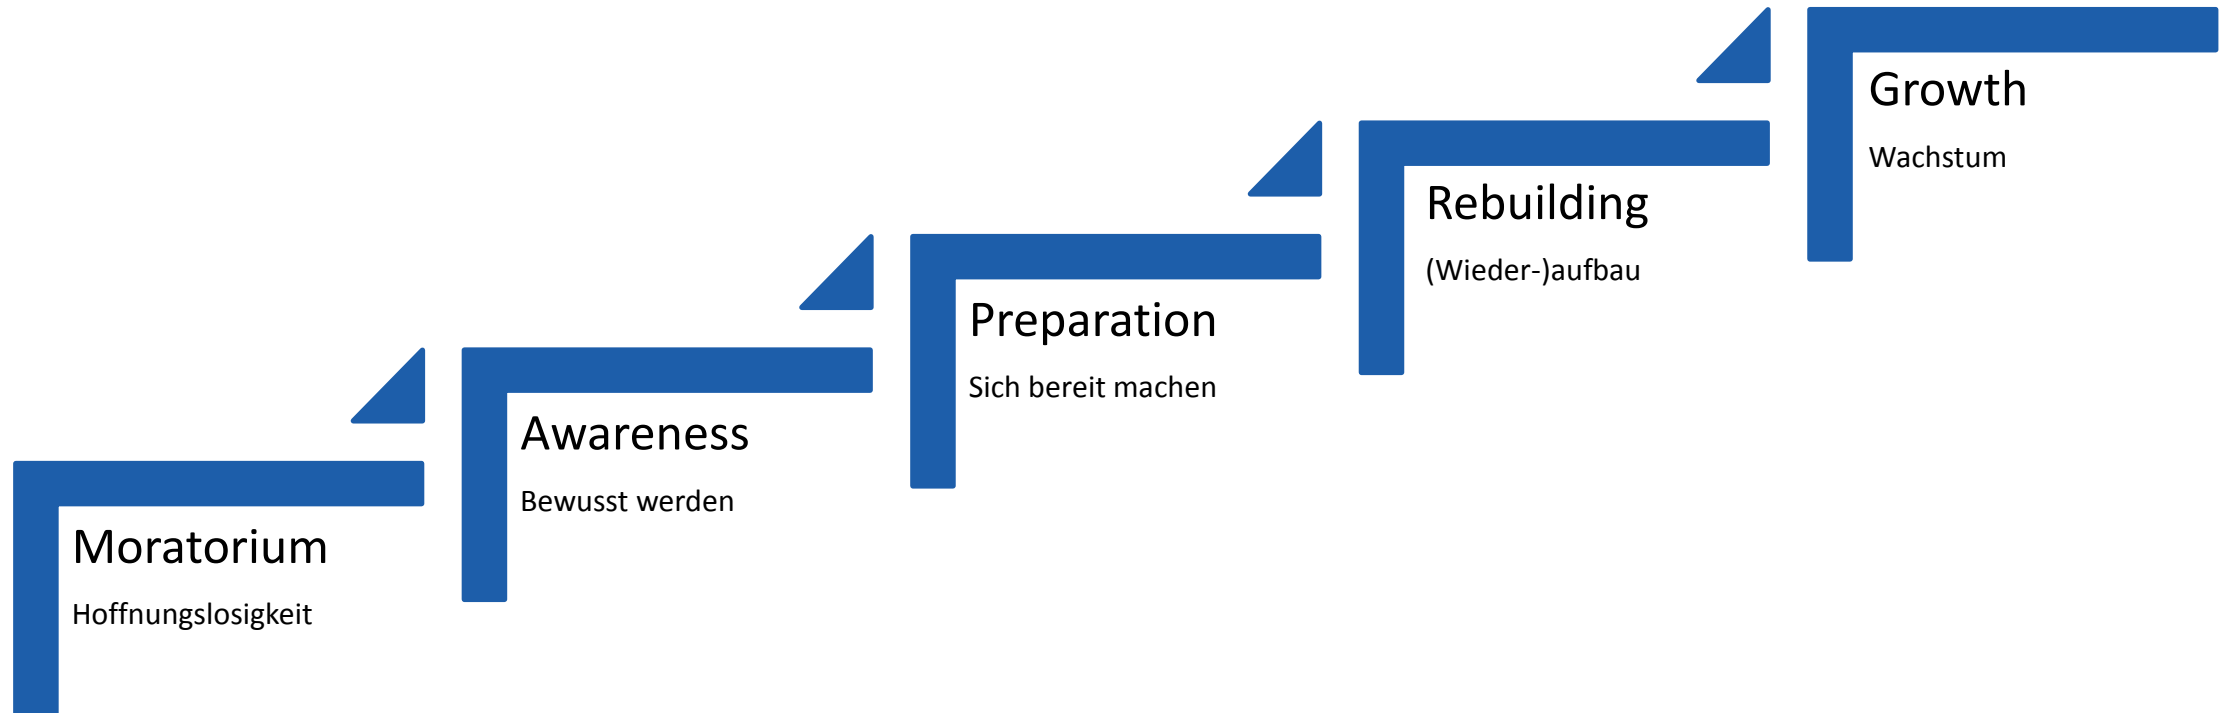 Moratorium
Hoffnungslosigkeit
Awareness
Bewusst werden
Preparation
Sich bereit machen
Rebuilding
(Wieder-)aufbau
Growth
Wachstum